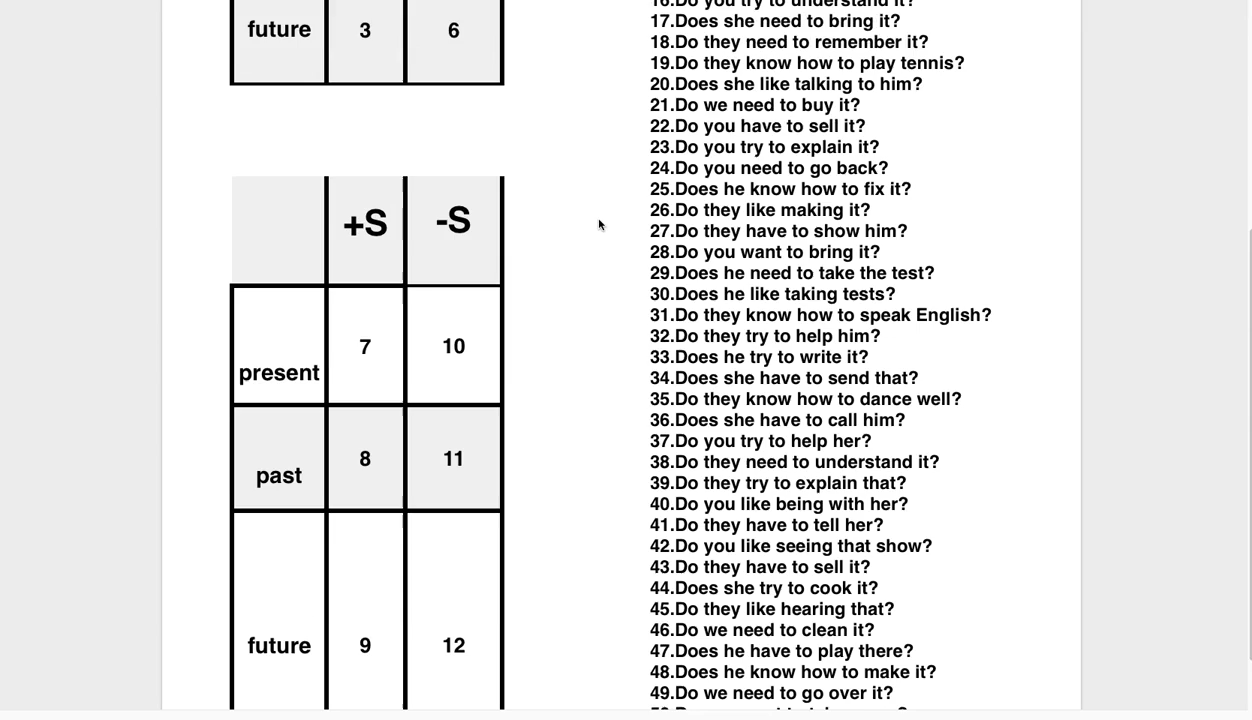 future 3 6
+S -S
present 7 10
past 8 11
future 9 12
16.Do you try to understand it?
17.Does she need to bring it?
18.Do they need to remember it?
19.Do they know how to play tennis?
20.Does she like talking to him?
21.Do we need to buy it?
22.Do you have to sell it?
23.Do you try to explain it?
24.Do you need to go back?
25.Does he know how to fix it?
26.Do they like making it?
27.Do they have to show him?
28.Do you want to bring it?
29.Does he need to take the test?
30.Does he like taking tests?
31.Do they know how to speak English?
32.Do they try to help him?
33.Does he try to write it?
34.Does she have to send that?
35.Do they know how to dance well?
36.Does she have to call him?
37.Do you try to help her?
38.Do they need to understand it?
39.Do they try to explain that?
40.Do you like being with her?
41.Do they have to tell her?
42.Do you like seeing that show?
43.Do they have to sell it?
44.Does she try to cook it?
45.Do they like hearing that?
46.Do we need to clean it?
47.Does he have to play there?
48.Does he know how to make it?
49.Do we need to go over it?